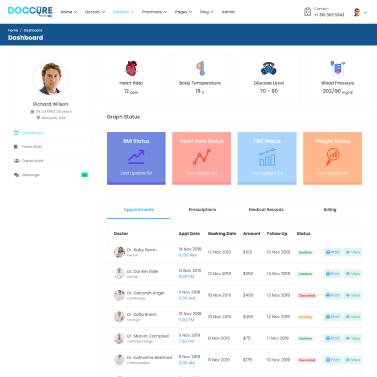 DOCCURE
Home Doctors Patients Pharmacy Pages Blog Admin
Contact
+1 315 369 5943
Home / Dashboard
Dashboard
Richard Wilson
24 Jul 1983, 38 years
Newyork, USA
Dashboard
Favourites
Dependent
Message
Heart Rate
12 bpm
Body Temperature
18 c
Glucose Level
70 - 90
Blood Pressure
202/90 mg/dl
Graph Status
BMI Status
Last Update 6d
Heart Rate Status
Last Update 5d
FBC Status
Last Update 5d
Weight Status
Last Update 5d
Appointments Prescriptions Medical Records Billing
Doctor Appt Date Booking Date Amount Follow Up Status
Dr. Ruby Perrin
Dental
14 Nov 2019
10.00 AM
12 Nov 2019 $160 16 Nov 2019 Confirm Print View
Dr. Darren Elder
Dental
12 Nov 2019
8.00 PM
12 Nov 2019 $250 14 Nov 2019 Confirm Print View
Dr. Deborah Angel
Cardiology
11 Nov 2019
11.00 AM
10 Nov 2019 $400 13 Nov 2019 Cancelled Print View
Dr. Sofia Brient
Urology
10 Nov 2019
3.00 PM
10 Nov 2019 $350 12 Nov 2019 Pending Print View
Dr. Marvin Campbell
Ophthalmology
9 Nov 2019
7.00 PM
8 Nov 2019 $75 11 Nov 2019 Confirm Print View
Dr. Katharine Berthold
Orthopaedics
8 Nov 2019
9.00 AM
6 Nov 2019 $175 10 Nov 2019 Cancelled Print View